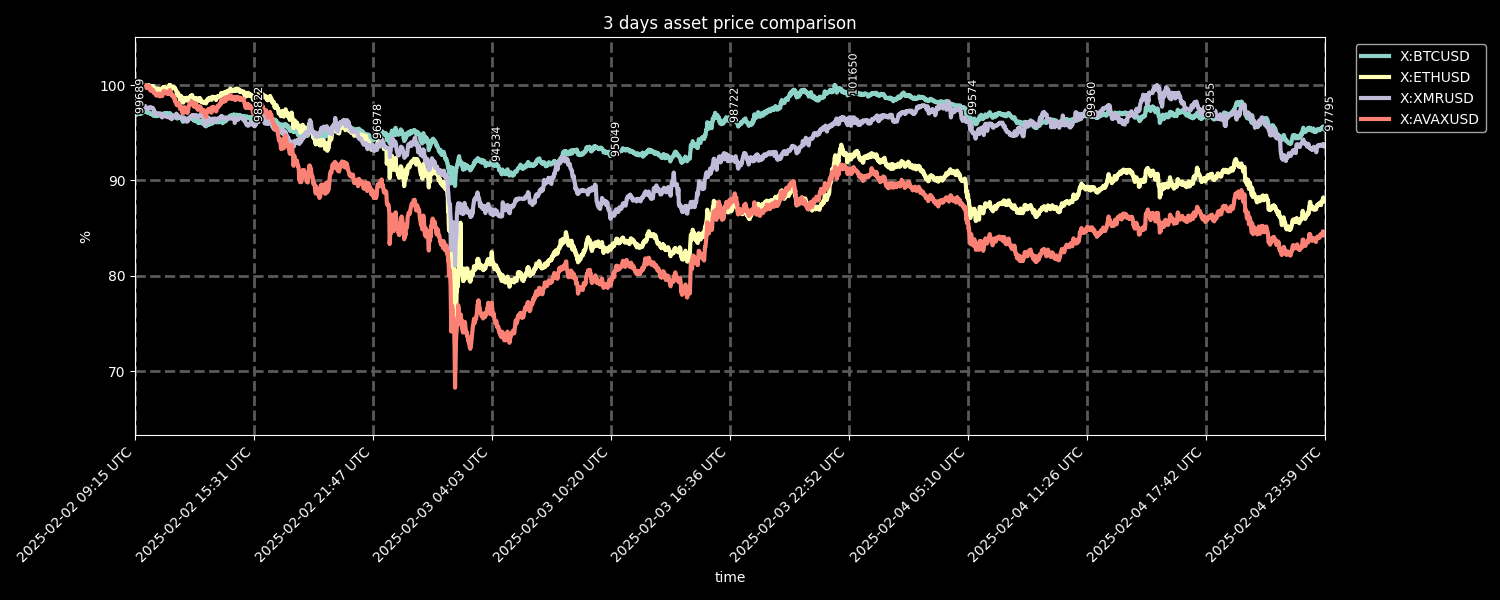 3 days asset price comparison
X:BTCUSD
X:ETHUSD
X:XMRUSD
X:AVAXUSD
%
100
90
80
70
99689
98822
96978
94534
95049
98722
101650
99574
99360
99255
97795
2025-02-02 09:15 UTC
2025-02-02 15:31 UTC
2025-02-02 21:47 UTC
2025-02-03 04:03 UTC
2025-02-03 10:20 UTC
2025-02-03 16:36 UTC
2025-02-03 22:52 UTC
2025-02-04 05:10 UTC
2025-02-04 11:26 UTC
2025-02-04 17:42 UTC
2025-02-04 23:59 UTC
time